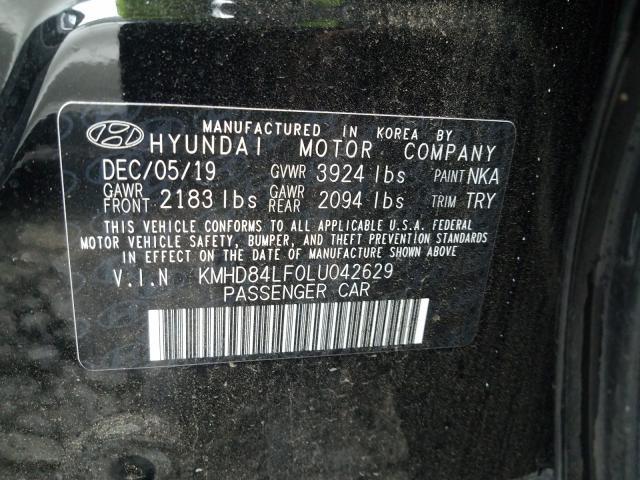 MANUFACTURED IN KOREA BY
HYUNDAI MOTOR COMPANY
DEC/05/19 GVWR 3924 lbs PAINT NKA
GAWR FRONT 2183 lbs GAWR REAR 2094 lbs TRIM TRY
THIS VEHICLE CONFORMS TO ALL APPLICABLE U.S.A. FEDERAL
MOTOR VEHICLE SAFETY, BUMPER, AND THEFT PREVENTION STANDARDS
IN EFFECT ON THE DATE OF MANUFACTURE SHOWN ABOVE
V.I.N KMHD84LF0LU042629
PASSENGER CAR